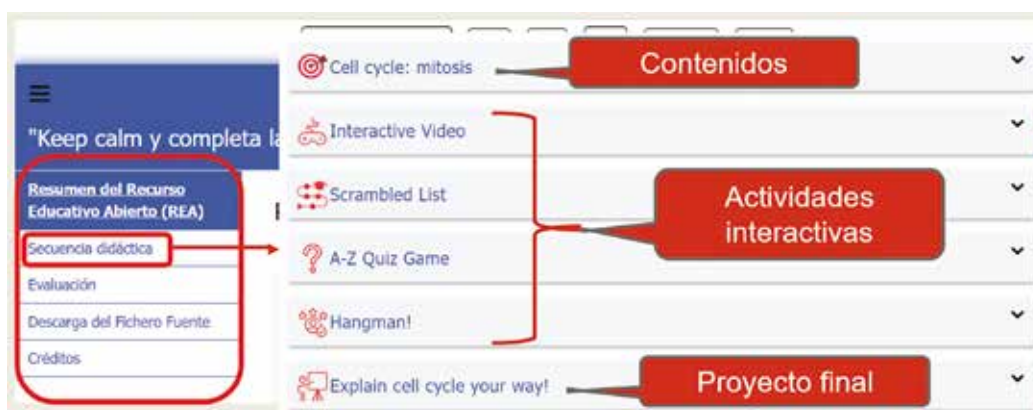 "Keep calm y completa la
Resumen del Recurso
Educativo Abierto (REA)
Secuencia didáctica
Evaluación
Descarga del Fichero Fuente
Créditos
Cell cycle: mitosis
Contenidos
Interactive Video
Scrambled List
A-Z Quiz Game
Hangman!
Actividades
interactivas
Explain cell cycle your way!
Proyecto final